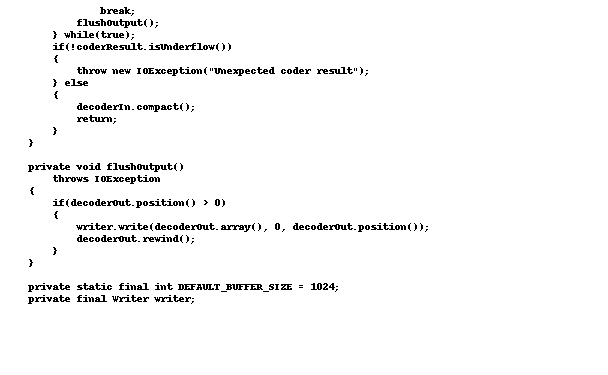 break;
flushOutput();
} while(true);
if(!coderResult.isUnderflow())
{
throw new IOException("Unexpected coder result");
} else
{
decoderIn.compact();
return;
}
}
private void flushOutput()
throws IOException
{
if(decoderOut.position() > 0)
{
writer.write(decoderOut.array(), 0, decoderOut.position());
decoderOut.rewind();
}
}
private static final int DEFAULT_BUFFER_SIZE = 1024;
private final Writer writer;